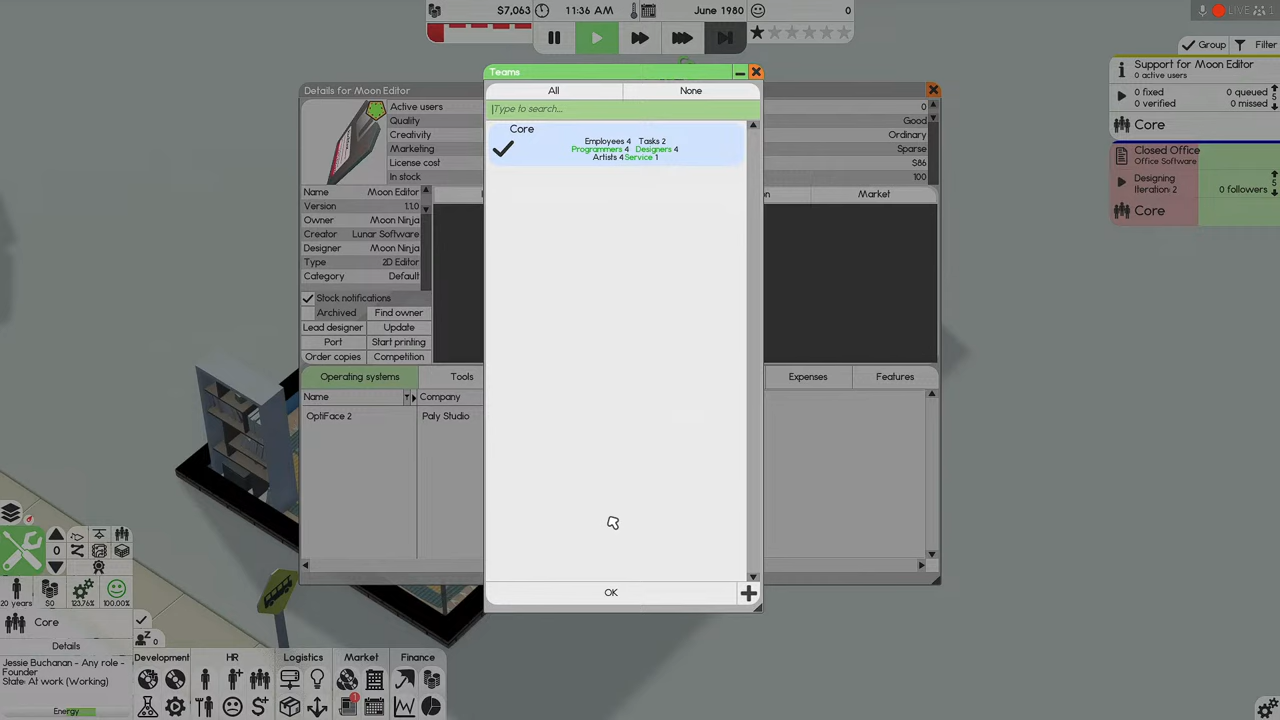 $7,063
11:36 AM
June 1980
0
LIVE
1
Group
Filter
Support for Moon Editor
0 active users
0 fixed
0 queued
0 verified
0 missed
Core
Closed Office
Office Software
Designing
Iteration 2
0 followers
Core
Details for Moon Editor
Active users
0
Quality
Good
Creativity
Ordinary
Marketing
Sparse
License cost
$86
In stock
100
Name
Moon Editor
Version
1.1.0
Owner
Moon Ninja
Creator
Lunar Software
Designer
Moon Ninja
Type
2D Editor
Category
Default
Market
Stock notifications
Archived
Find owner
Lead designer
Update
Port
Start printing
Order copies
Competition
Operating systems
Tools
Expenses
Features
Name
Company
OptiFace 2
Paly Studio
Teams
All
None
Type to search...
Core
Employees 4 Tasks 2
Programmers 4 Designers 4
Artists 4 Service 1
OK
0
20 years
$0
123.76%
100.00%
Core
0
Details
Jessie Buchanan - Any role -
Founder
State: At work (Working)
Energy
Development
HR
Logistics
Market
Finance
1